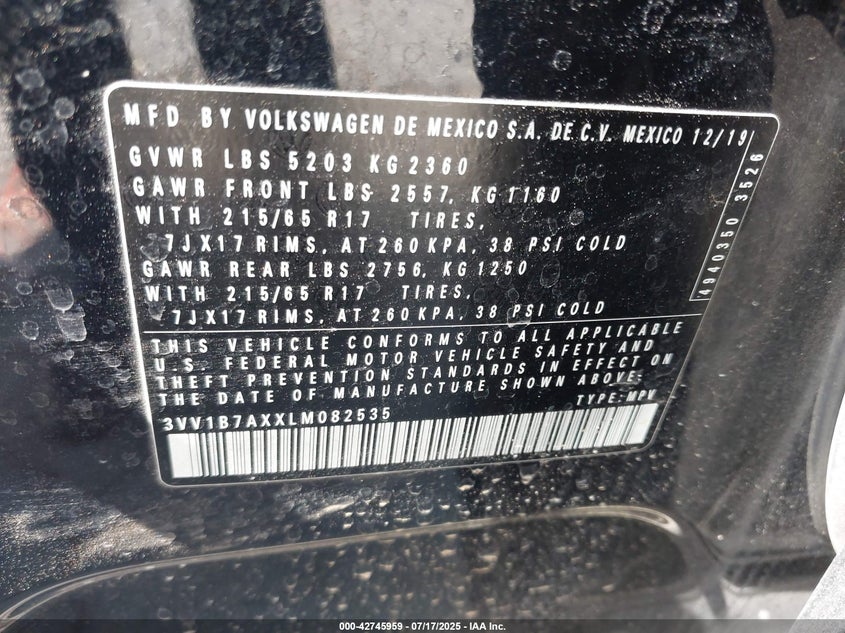 MFD BY VOLKSWAGEN DE MEXICO S.A. DE C.V. MEXICO 12/19
GVWR LBS 5203 KG 2360
GAWR FRONT LBS 2557, KG 1160
WITH 215/65 R17 TIRES,
7JX17 RIMS, AT 260 KPA, 38 PSI COLD
GAWR REAR LBS 2756, KG 1250
WITH 215/65 R17 TIRES,
7JX17 RIMS, AT 260 KPA, 38 PSI COLD
4940350 3526
THIS VEHICLE CONFORMS TO ALL APPLICABLE
U.S. FEDERAL MOTOR VEHICLE SAFETY AND
THEFT PREVENTION STANDARDS IN EFFECT ON
THE DATE OF MANUFACTURE SHOWN ABOVE.
TYPE: MPV
3VV1B7AXXLM082535
000-42745959 - 07/17/2025 - IAA Inc.